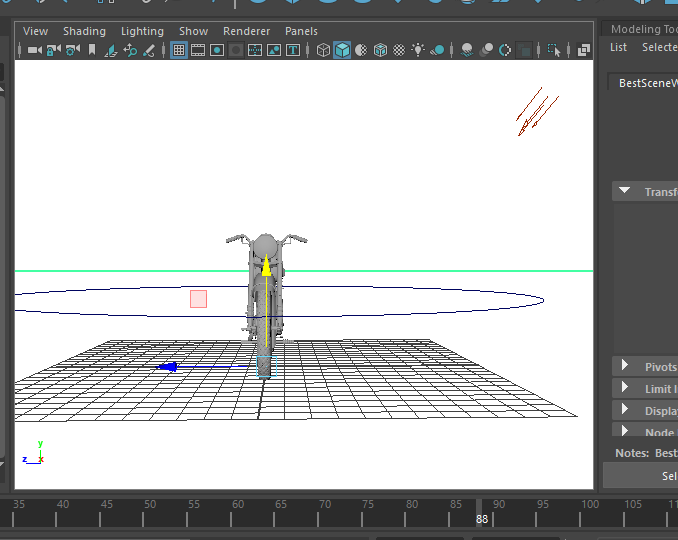 View Shading Lighting Show Renderer Panels
Modeling Too
List Selecte
BestSceneW
Transf
Pivots
Limit I
Displa
Node
Notes: Best
Sel
y
z x
35 40 45 50 55 60 65 70 75 80 85 90 95 100 105 11
88